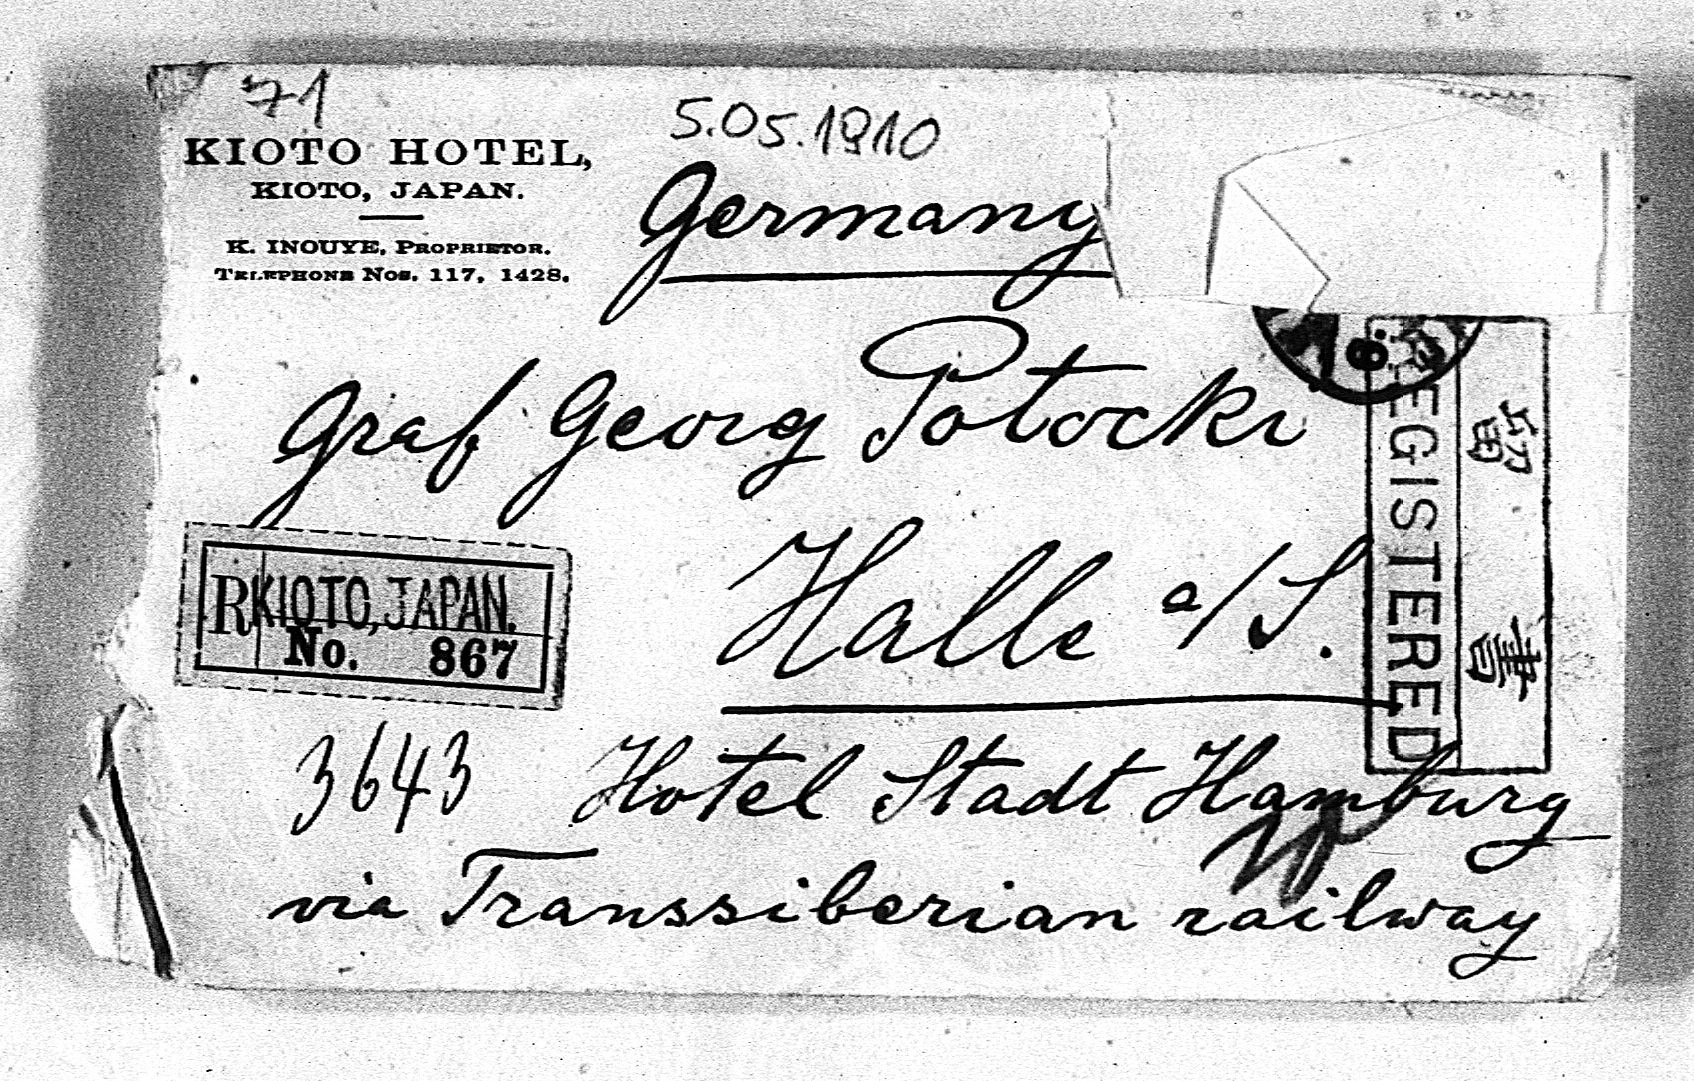 71
5.05.1910
KIOTO HOTEL,
KIOTO, JAPAN.
K. INOUYE, PROPRIETOR.
TELEPHONE Nos. 117, 1428.
Germany
Graf Georg Potocki
Halle a/S.
R KIOTO, JAPAN.
No. 867
REGISTERED
書留
3643
Hotel Stadt Hamburg
via Transsiberian railway